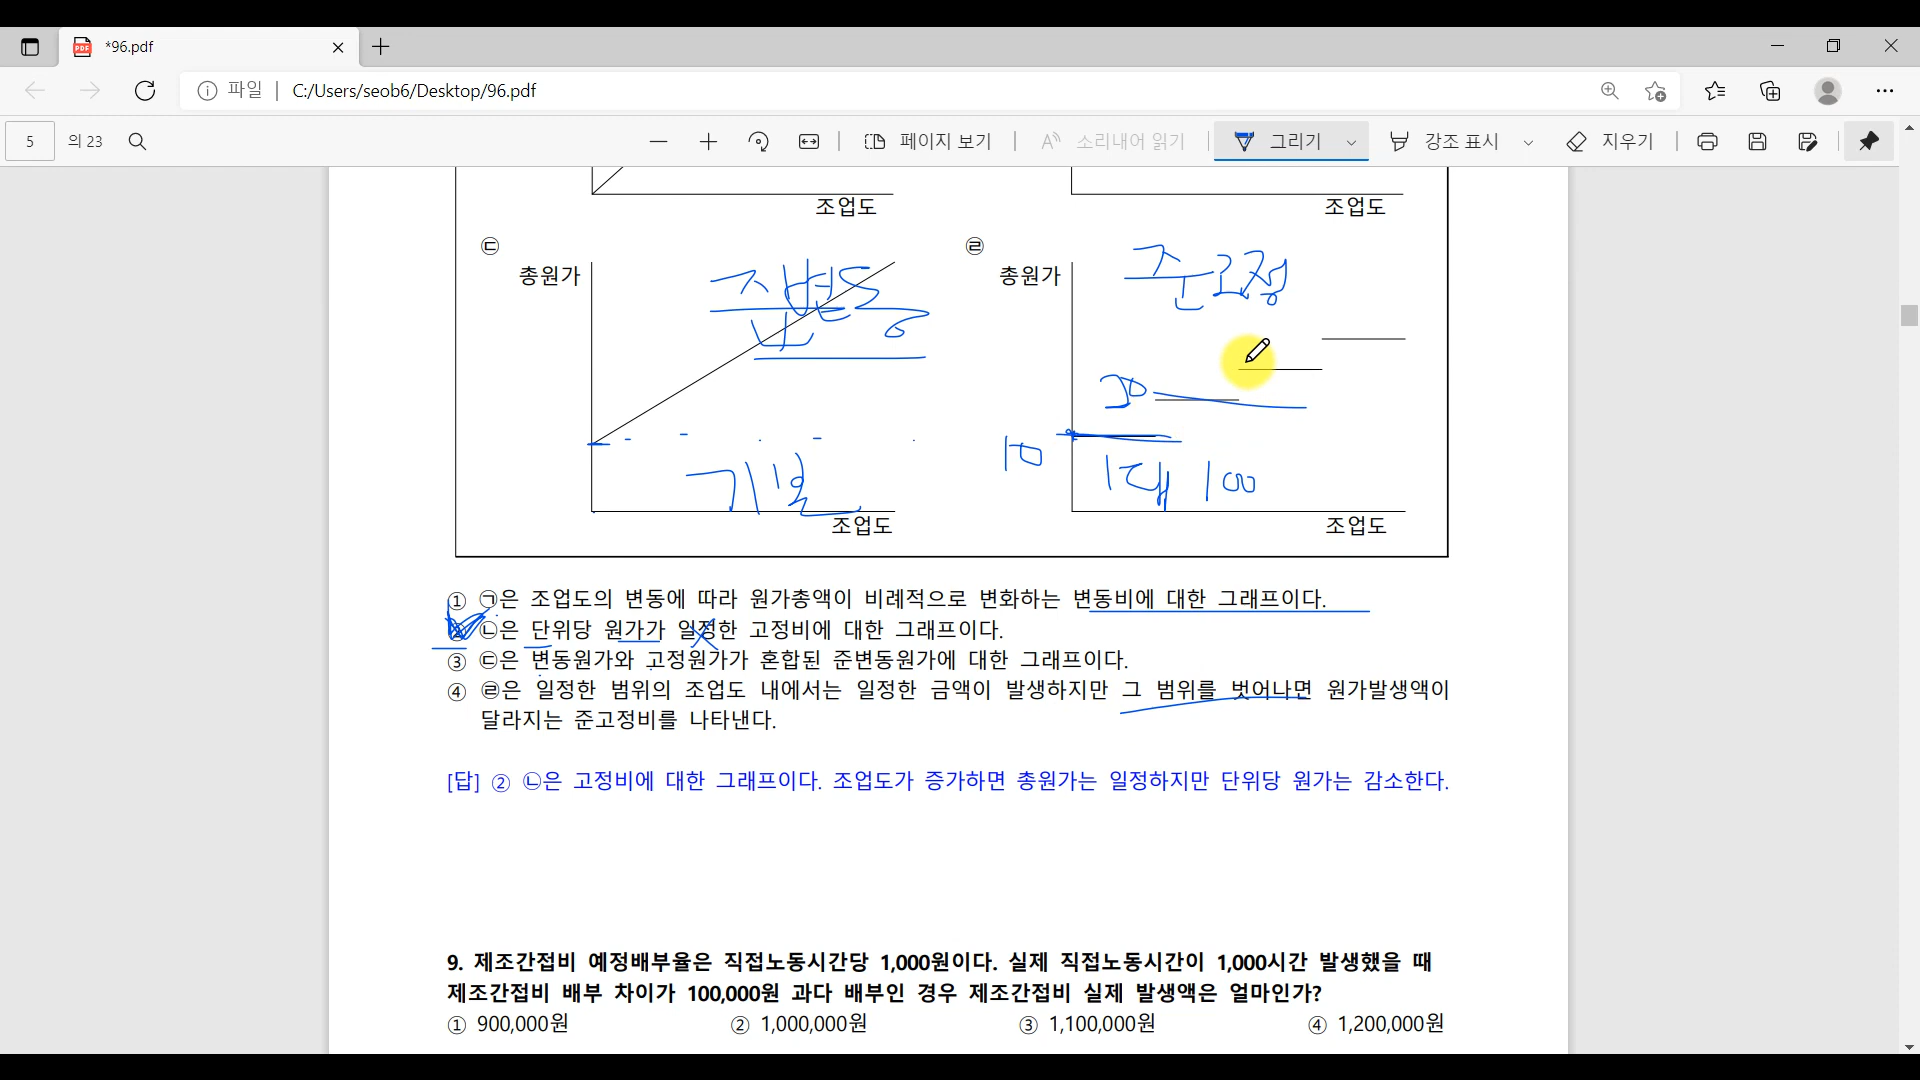 *96.pdf
파일 C:/Users/seob6/Desktop/96.pdf
5 의 23 페이지 보기 소리내어 읽기 그리기 강조 표시 지우기
조업도 조업도
㉢ ㉣
총원가 준변동 총원가 준고정
20
10
기본 1대 100
조업도 조업도
① ㉠은 조업도의 변동에 따라 원가총액이 비례적으로 변화하는 변동비에 대한 그래프이다.
② ㉡은 단위당 원가가 일정한 고정비에 대한 그래프이다.
③ ㉢은 변동원가와 고정원가가 혼합된 준변동원가에 대한 그래프이다.
④ ㉣은 일정한 범위의 조업도 내에서는 일정한 금액이 발생하지만 그 범위를 벗어나면 원가발생액이
달라지는 준고정비를 나타낸다.
[답] ② ㉡은 고정비에 대한 그래프이다. 조업도가 증가하면 총원가는 일정하지만 단위당 원가는 감소한다.
9. 제조간접비 예정배부율은 직접노동시간당 1,000원이다. 실제 직접노동시간이 1,000시간 발생했을 때
제조간접비 배부 차이가 100,000원 과다 배부인 경우 제조간접비 실제 발생액은 얼마인가?
① 900,000원 ② 1,000,000원 ③ 1,100,000원 ④ 1,200,000원